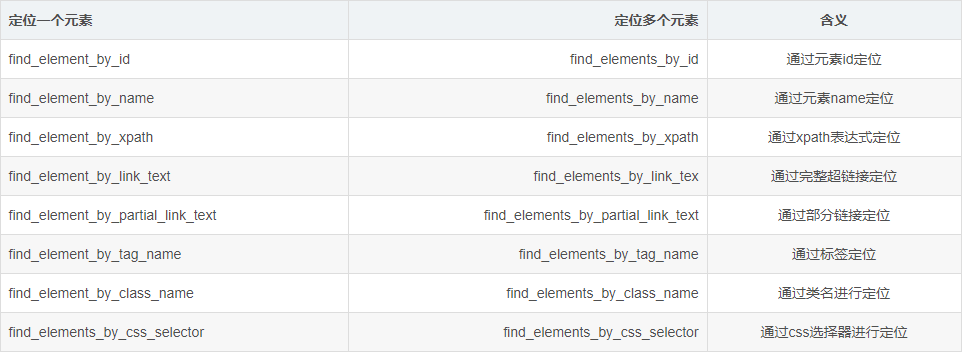 定位一个元素 定位多个元素 含义
find_element_by_id find_elements_by_id 通过元素id定位
find_element_by_name find_elements_by_name 通过元素name定位
find_element_by_xpath find_elements_by_xpath 通过xpath表达式定位
find_element_by_link_text find_elements_by_link_tex 通过完整超链接定位
find_element_by_partial_link_text find_elements_by_partial_link_text 通过部分链接定位
find_element_by_tag_name find_elements_by_tag_name 通过标签定位
find_element_by_class_name find_elements_by_class_name 通过类名进行定位
find_elements_by_css_selector find_elements_by_css_selector 通过css选择器进行定位